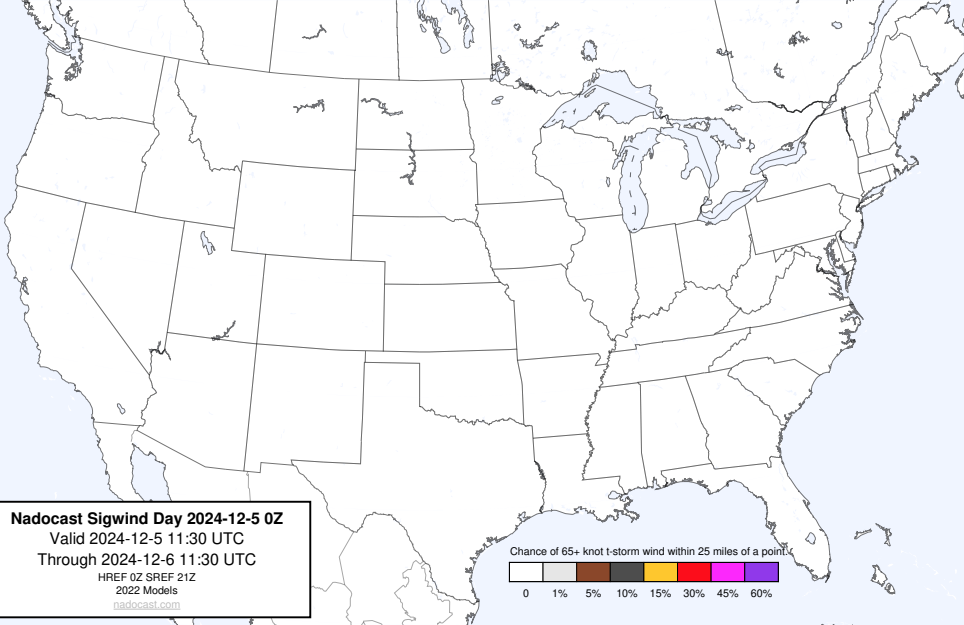 Nadocast Sigwind Day 2024-12-5 0Z
Valid 2024-12-5 11:30 UTC
Through 2024-12-6 11:30 UTC
HREF 0Z SREF 21Z
2022 Models
nadocast.com
Chance of 65+ knot t-storm wind within 25 miles of a point.
0 1% 5% 10% 15% 30% 45% 60%